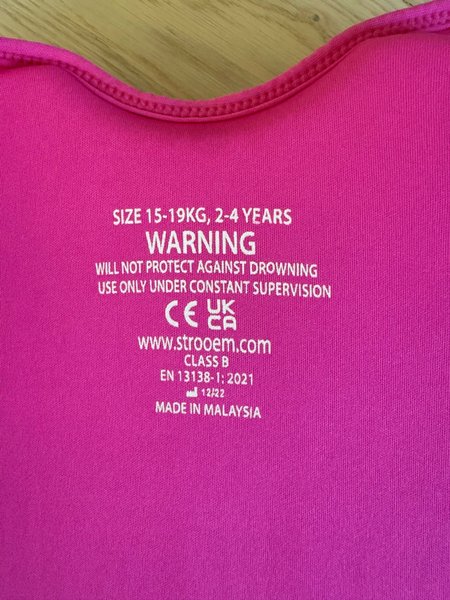 SIZE 15-19KG, 2-4 YEARS
WARNING
WILL NOT PROTECT AGAINST DROWNING
USE ONLY UNDER CONSTANT SUPERVISION
CE UK CA
www.strooem.com
CLASS B
EN 13138-1: 2021
12/22
MADE IN MALAYSIA